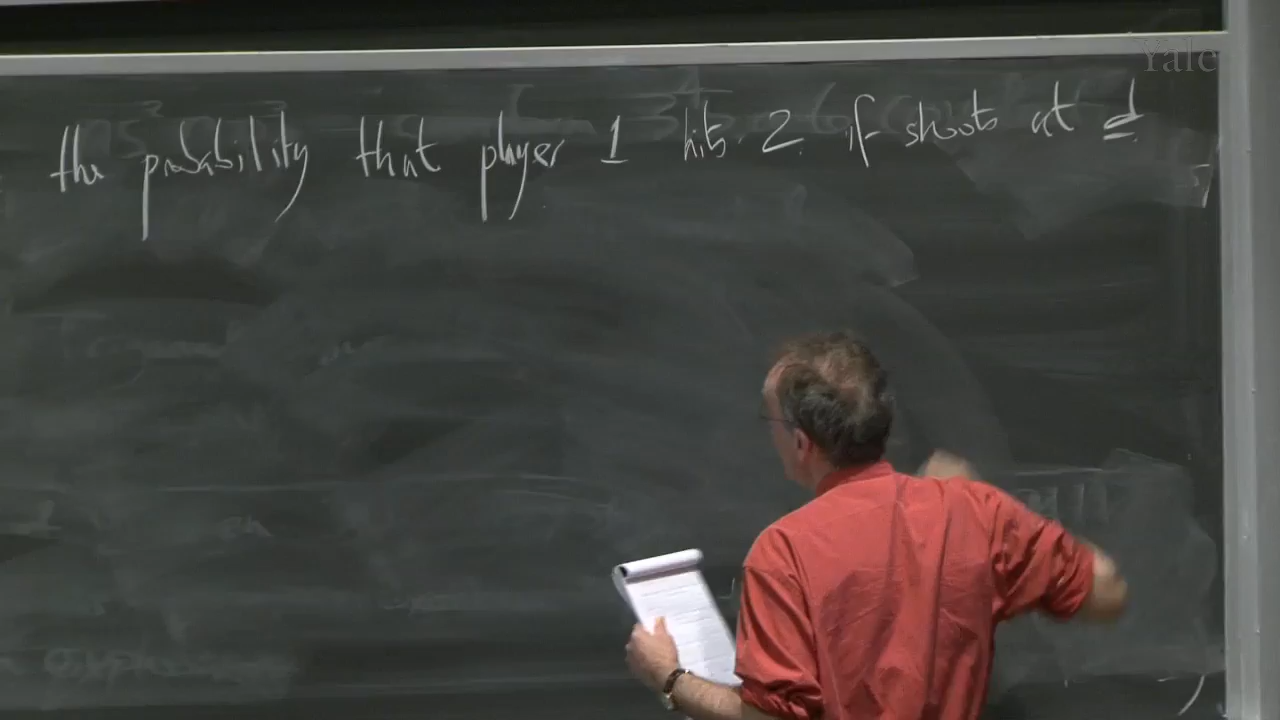 Yale
the probability that player 1 hits 2 if shoots at d